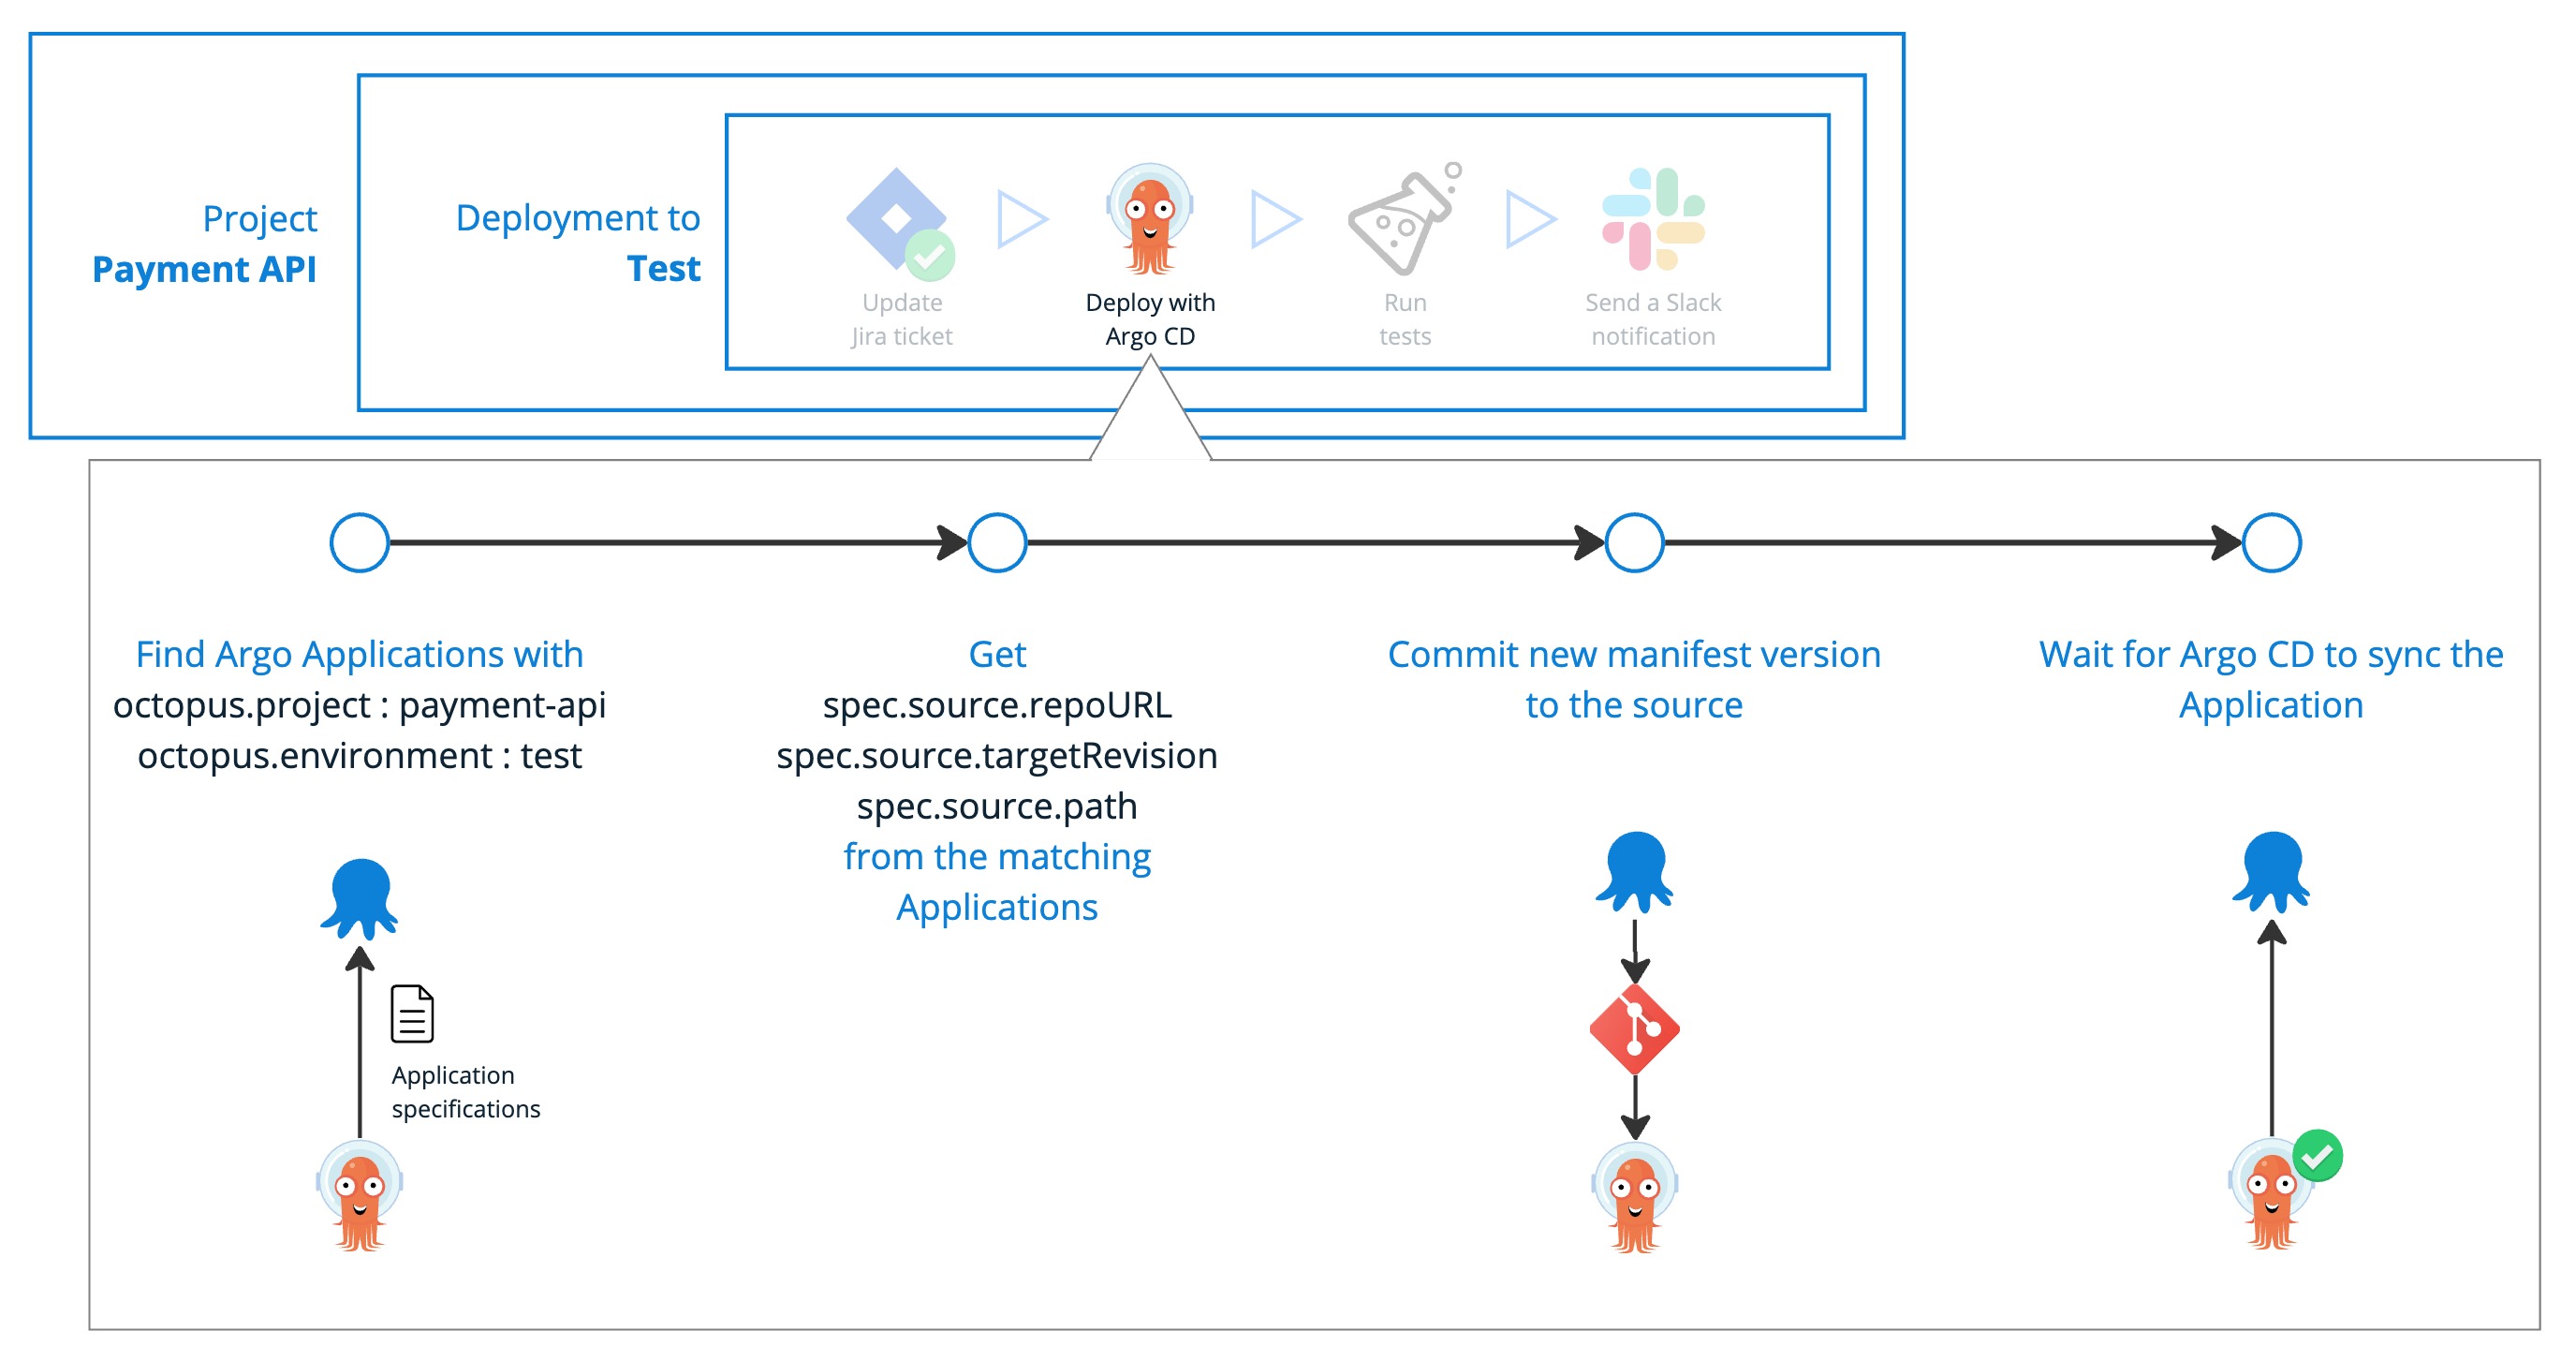 Project
Payment API
Deployment to
Test
Update
Jira ticket
Deploy with
Argo CD
Run
tests
Send a Slack
notification
Find Argo Applications with
octopus.project : payment-api
octopus.environment : test
Get
spec.source.repoURL
spec.source.targetRevision
spec.source.path
from the matching
Applications
Commit new manifest version
to the source
Wait for Argo CD to sync the
Application
Application
specifications